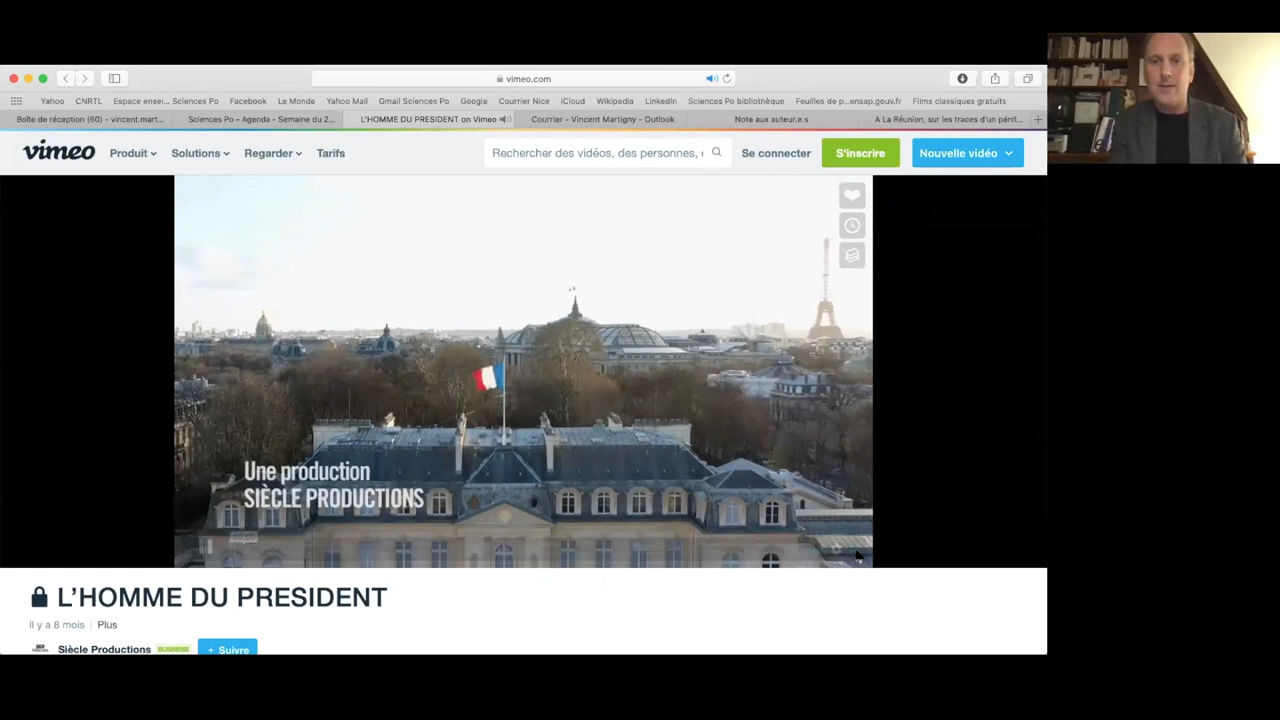 vimeo.com
Yahoo CNRTL Espace ensei... Sciences Po Facebook Le Monde Yahoo Mail Gmail Sciences Po Google Courrier Nice iCloud Wikipedia LinkedIn Sciences Po bibliothèque Feuilles de p...ensap.gouv.fr Films classiques gratuits
Boîte de réception (60) - vincent.mart... Sciences Po – Agenda - Semaine du 2... L'HOMME DU PRESIDENT on Vimeo Courrier - Vincent Martigny - Outlook Note aux auteur.e.s A La Réunion, sur les traces d'un pénit...
vimeo Produit Solutions Regarder Tarifs Rechercher des vidéos, des personnes, Se connecter S'inscrire Nouvelle vidéo
Une production
SIÈCLE PRODUCTIONS
L'HOMME DU PRESIDENT
Il y a 8 mois Plus
Siècle Productions BUSINESS + Suivre